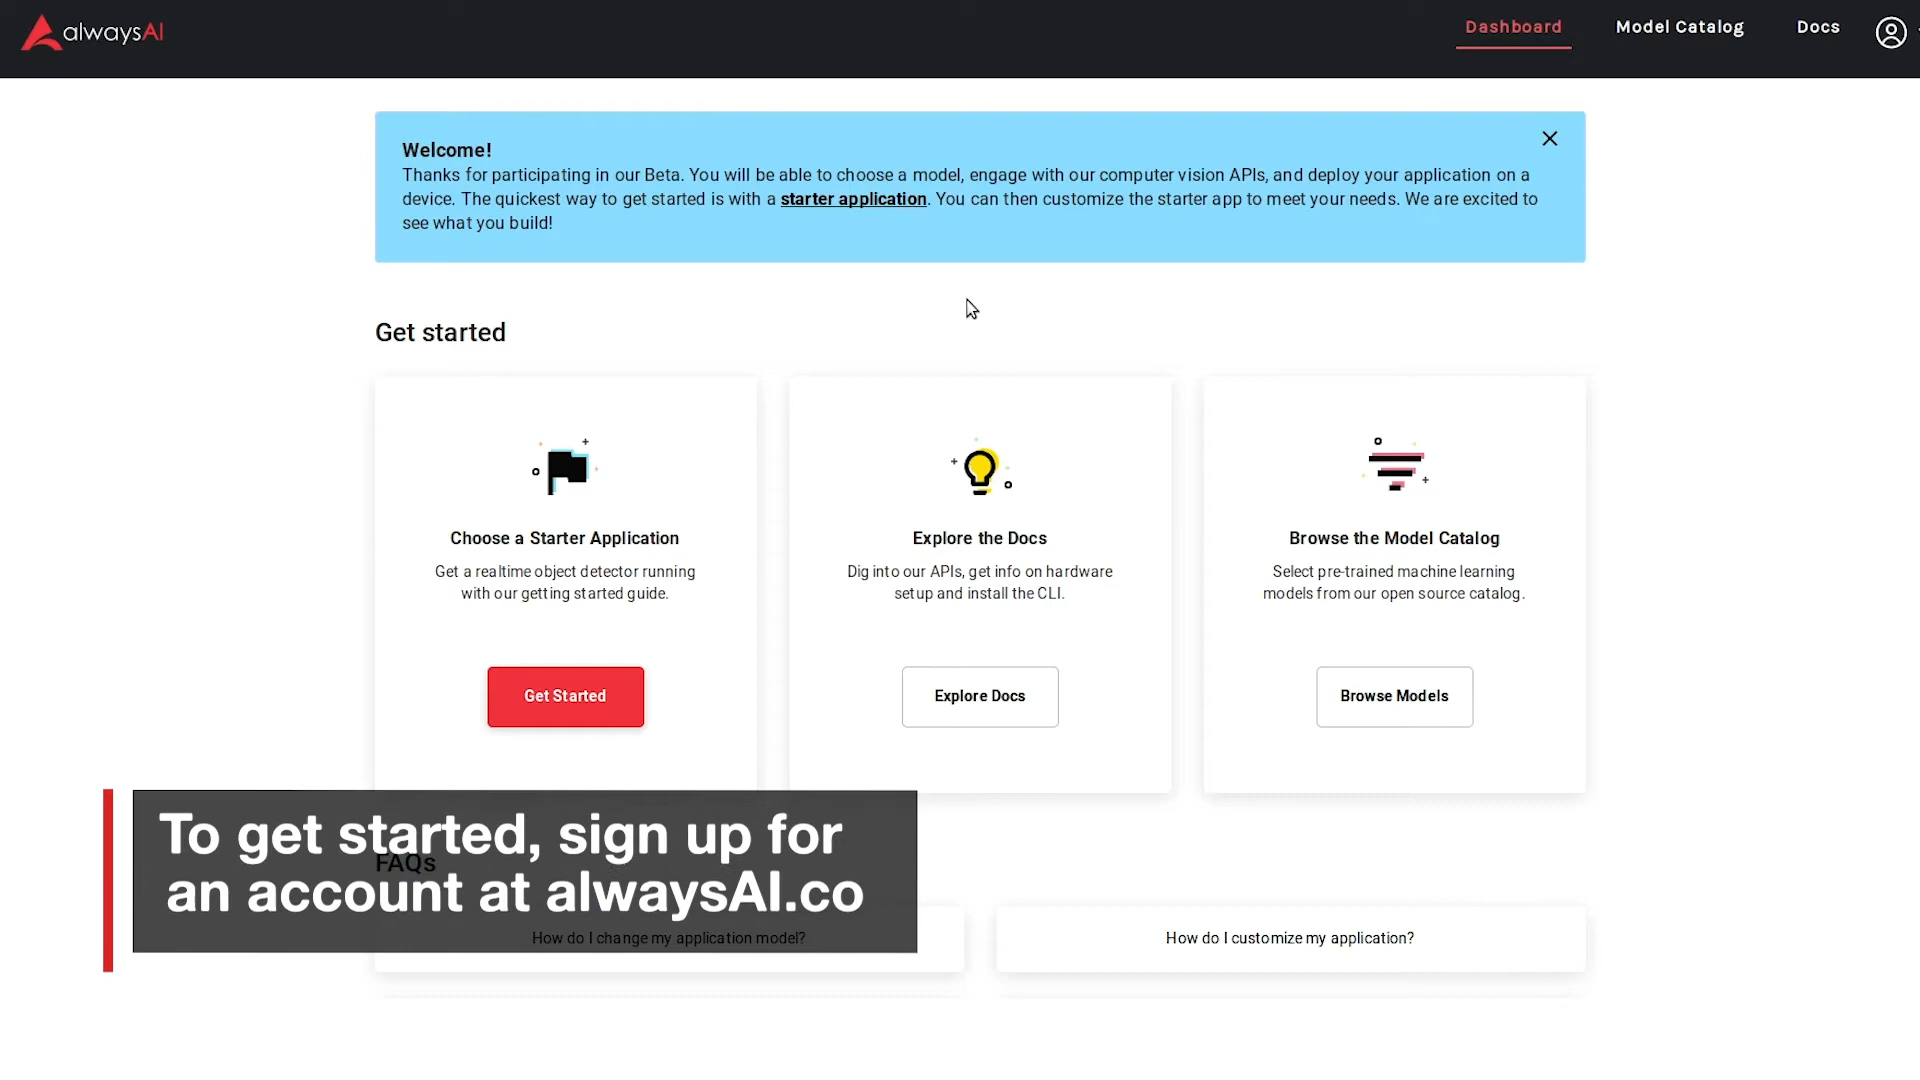 alwaysAI
Dashboard
Model Catalog
Docs
Welcome!
Thanks for participating in our Beta. You will be able to choose a model, engage with our computer vision APIs, and deploy your application on a
device. The quickest way to get started is with a starter application. You can then customize the starter app to meet your needs. We are excited to
see what you build!
Get started
Choose a Starter Application
Get a realtime object detector running
with our getting started guide.
Get Started
Explore the Docs
Dig into our APIs, get info on hardware
setup and install the CLI.
Explore Docs
Browse the Model Catalog
Select pre-trained machine learning
models from our open source catalog.
Browse Models
To get started, sign up for
an account at alwaysAI.co
FAQs
How do I change my application model?
How do I customize my application?